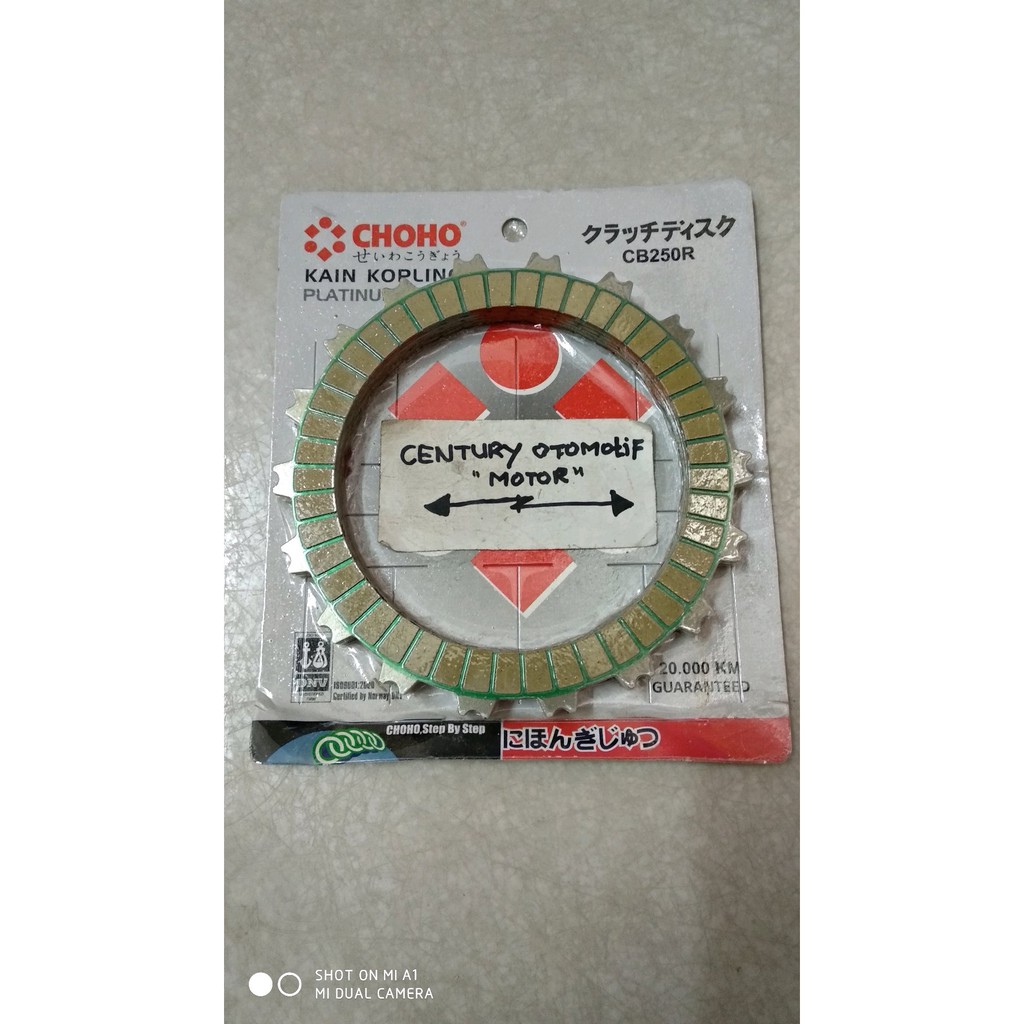 CHOHO®
せいわこうぎょう
KAIN KOPLING
PLATINU
クラッチディスク
CB250R
CENTURY OTOMOtiF
"MOTOR"
DNV
Certified by Norway
20.000 KM
GUARANTEED
CHOHO,Step By Step
にほんぎじゅつ
SHOT ON MI A1
MI DUAL CAMERA